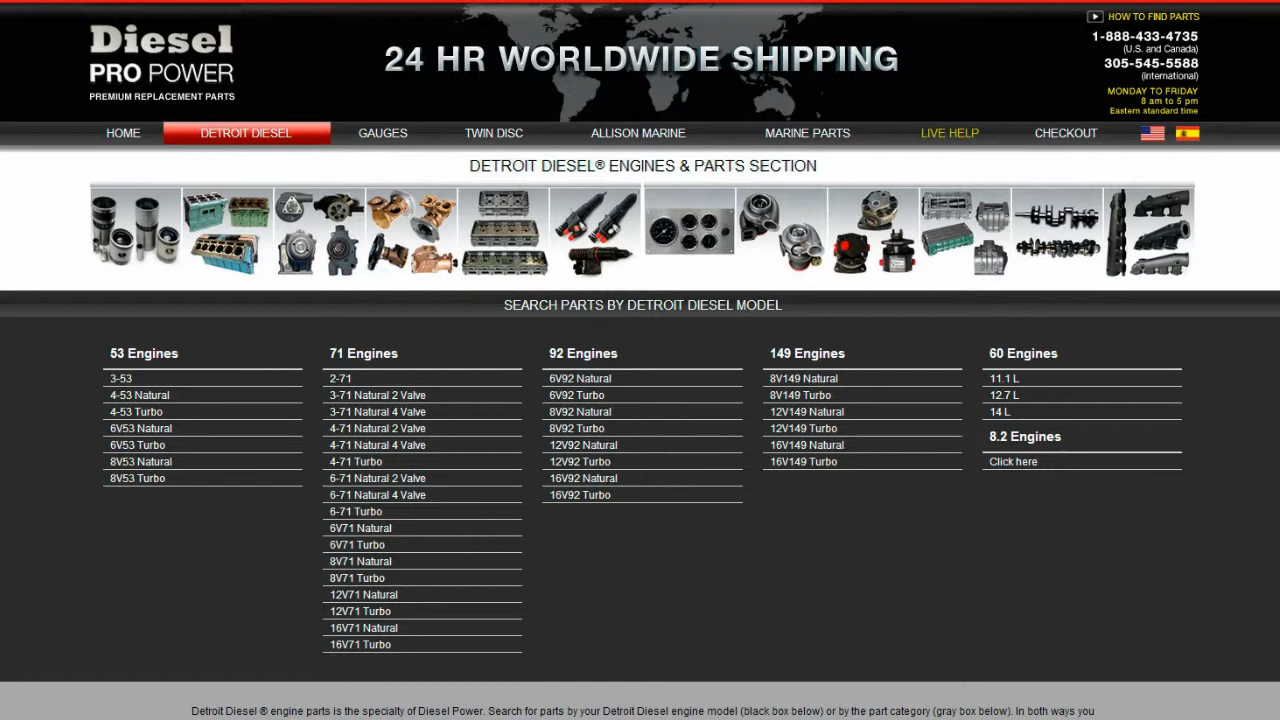 Diesel
PRO POWER
PREMIUM REPLACEMENT PARTS
24 HR WORLDWIDE SHIPPING
HOW TO FIND PARTS
1-888-433-4735
(U.S. and Canada)
305-545-5588
(international)
MONDAY TO FRIDAY
8 am to 5 pm
Eastern standard time
HOME DETROIT DIESEL GAUGES TWIN DISC ALLISON MARINE MARINE PARTS LIVE HELP CHECKOUT
DETROIT DIESEL® ENGINES & PARTS SECTION
SEARCH PARTS BY DETROIT DIESEL MODEL
53 Engines
3-53
4-53 Natural
4-53 Turbo
6V53 Natural
6V53 Turbo
8V53 Natural
8V53 Turbo
71 Engines
2-71
3-71 Natural 2 Valve
3-71 Natural 4 Valve
4-71 Natural 2 Valve
4-71 Natural 4 Valve
4-71 Turbo
6-71 Natural 2 Valve
6-71 Natural 4 Valve
6-71 Turbo
6V71 Natural
6V71 Turbo
8V71 Natural
8V71 Turbo
12V71 Natural
12V71 Turbo
16V71 Natural
16V71 Turbo
92 Engines
6V92 Natural
6V92 Turbo
8V92 Natural
8V92 Turbo
12V92 Natural
12V92 Turbo
16V92 Natural
16V92 Turbo
149 Engines
8V149 Natural
8V149 Turbo
12V149 Natural
12V149 Turbo
16V149 Natural
16V149 Turbo
60 Engines
11.1 L
12.7 L
14 L
8.2 Engines
Click here
Detroit Diesel ® engine parts is the specialty of Diesel Power. Search for parts by your Detroit Diesel engine model (black box below) or by the part category (gray box below). In both ways you